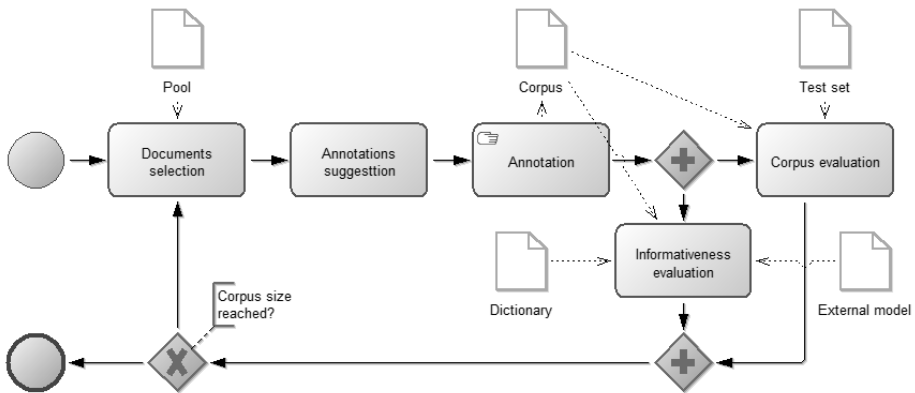 Pool
Corpus
Test set
Documents
selection
Annotations
suggesttion
Annotation
Corpus evaluation
Informativeness
evaluation
Dictionary
External model
Corpus size
reached?